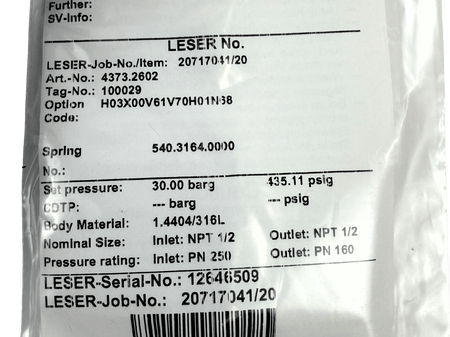 Further:
SV-Info:
LESER No.
LESER-Job-No./Item: 20717041/20
Art.-No.: 4373.2602
Tag-No.: 100029
Option H03X00V61V70H01N68
Code:
Spring 540.3164.0000
No.:
Set pressure: 30.00 barg 435.11 psig
CDTP: --- barg --- psig
Body Material: 1.4404/316L
Nominal Size: Inlet: NPT 1/2 Outlet: NPT 1/2
Pressure rating: Inlet: PN 250 Outlet: PN 160
LESER-Serial-No.: 12646509
LESER-Job-No.: 20717041/20